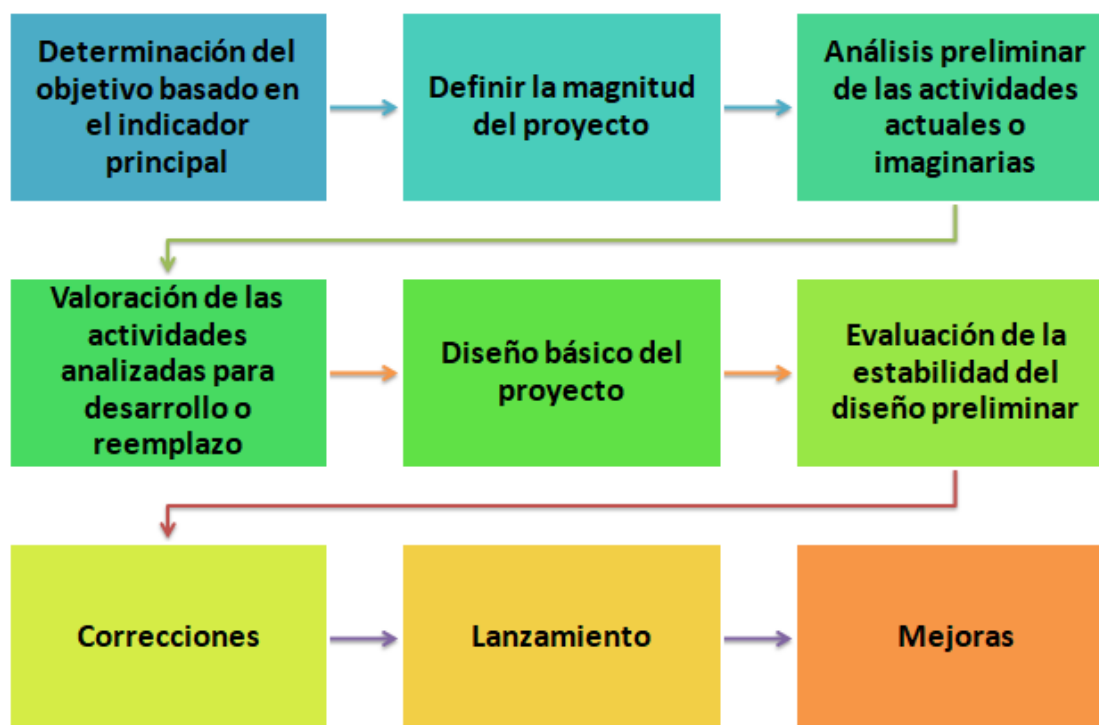 Determinación del
objetivo basado en
el indicador
principal
Definir la magnitud
del proyecto
Análisis preliminar
de las actividades
actuales o
imaginarias
Valoración de las
actividades
analizadas para
desarrollo o
reemplazo
Diseño básico del
proyecto
Evaluación de la
estabilidad del
diseño preliminar
Correcciones
Lanzamiento
Mejoras